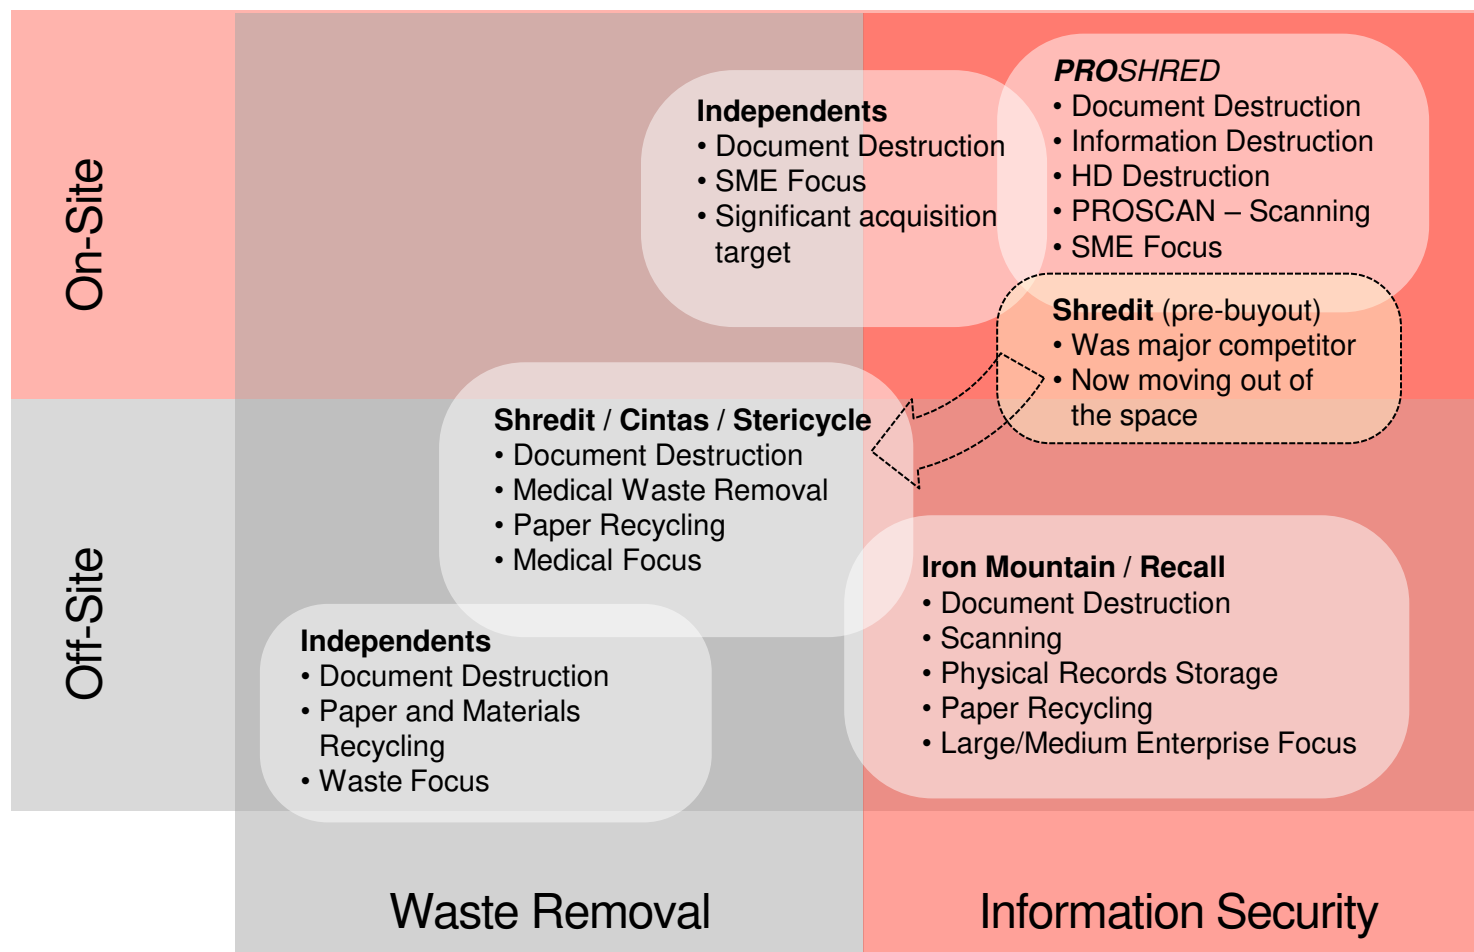 On-Site
Independents
• Document Destruction
• SME Focus
• Significant acquisition
target
PROSHRED
• Document Destruction
• Information Destruction
• HD Destruction
• PROSCAN – Scanning
• SME Focus
Shredit (pre-buyout)
• Was major competitor
• Now moving out of
the space
Off-Site
Shredit / Cintas / Stericycle
• Document Destruction
• Medical Waste Removal
• Paper Recycling
• Medical Focus
Independents
• Document Destruction
• Paper and Materials
Recycling
• Waste Focus
Iron Mountain / Recall
• Document Destruction
• Scanning
• Physical Records Storage
• Paper Recycling
• Large/Medium Enterprise Focus
Waste Removal
Information Security